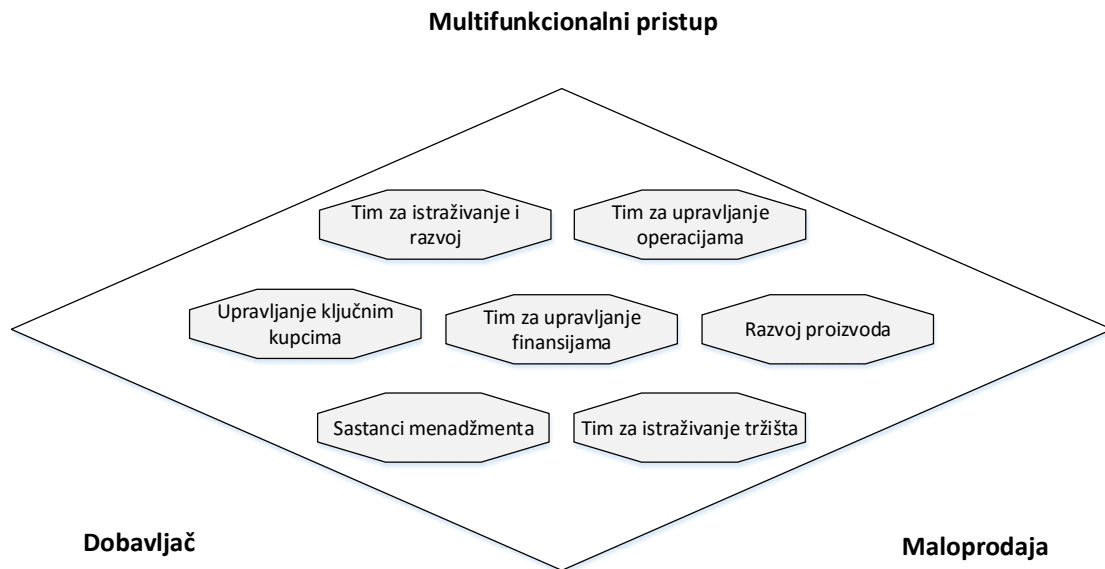 Multifunkcionalni pristup
Tim za istraživanje i
razvoj
Tim za upravljanje
operacijama
Upravljanje ključnim
kupcima
Tim za upravljanje
finansijama
Razvoj proizvoda
Sastanci menadžmenta
Tim za istraživanje tržišta
Dobavljač
Maloprodaja